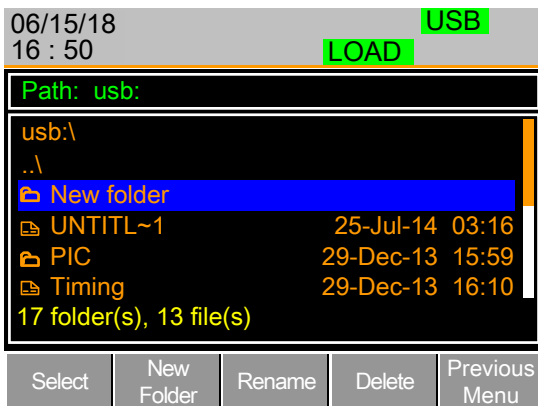 06/15/18 USB
16 : 50 LOAD
Path: usb:
usb:\
..\
New folder
UNTITL~1 25-Jul-14 03:16
PIC 29-Dec-13 15:59
Timing 29-Dec-13 16:10
17 folder(s), 13 file(s)
Select New Folder Rename Delete Previous Menu